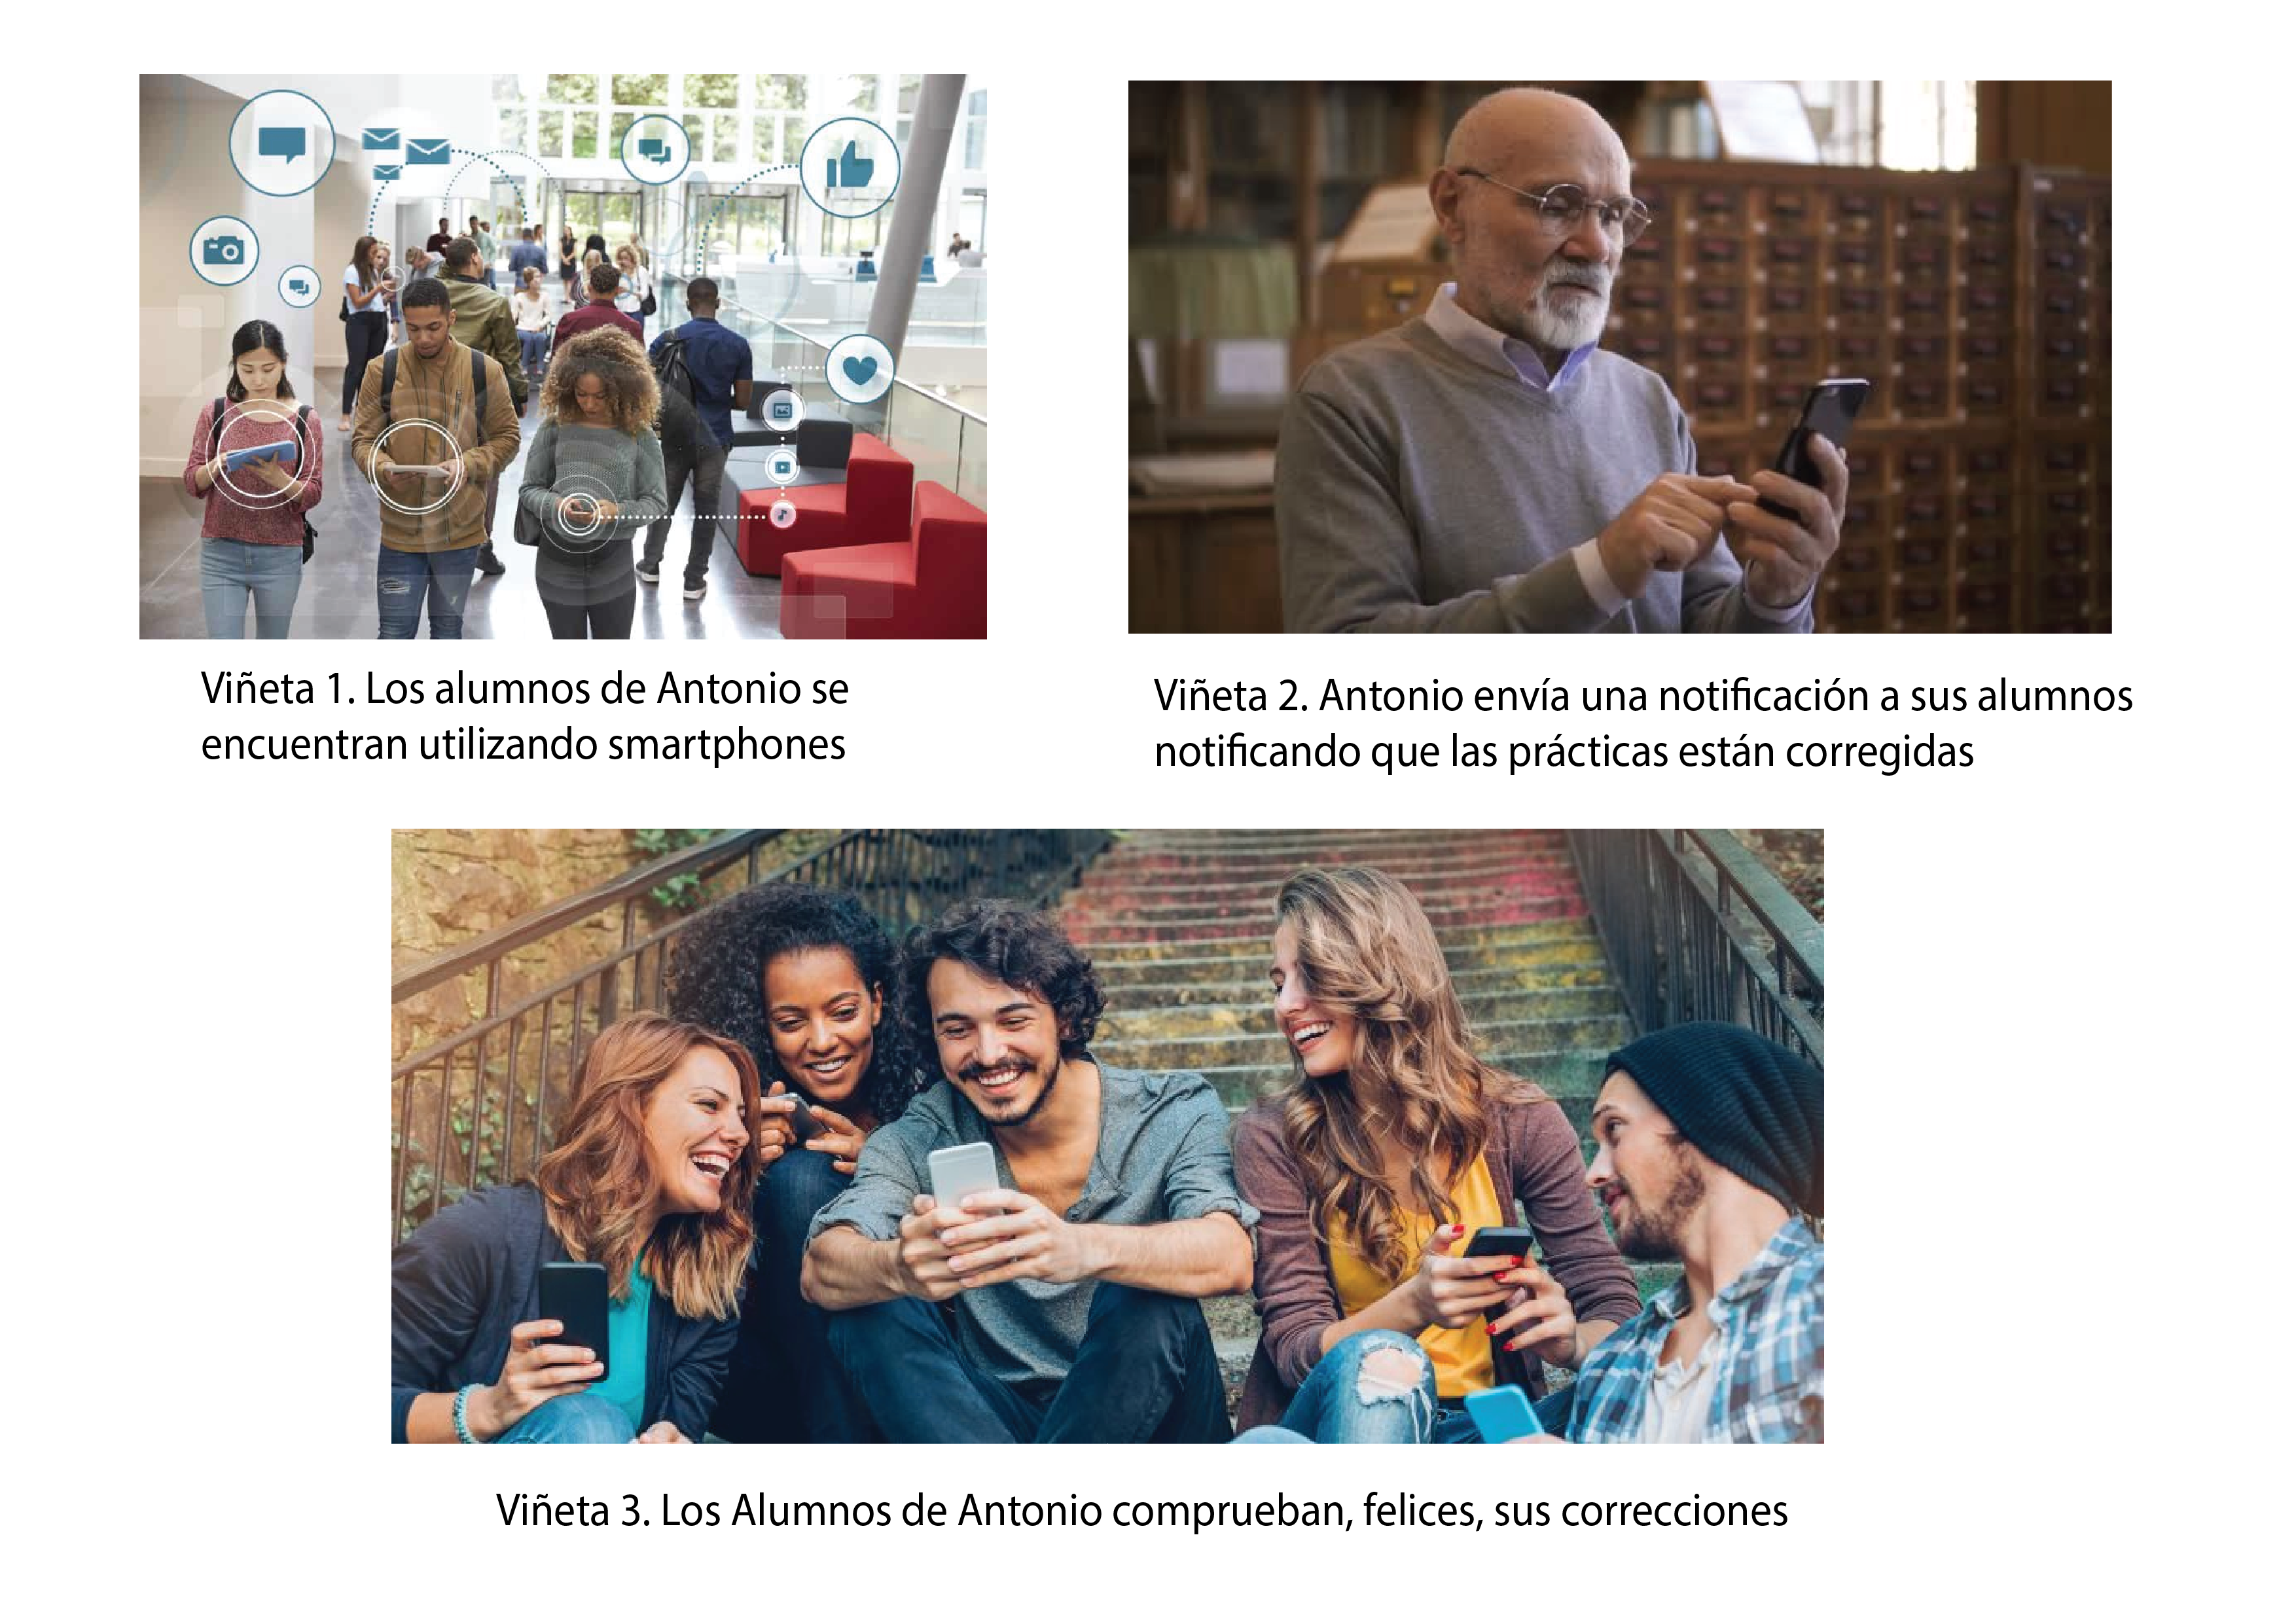 Viñeta 1. Los alumnos de Antonio se
encuentran utilizando smartphones
Viñeta 2. Antonio envía una notificación a sus alumnos
notificando que las prácticas están corregidas
Viñeta 3. Los Alumnos de Antonio comprueban, felices, sus correcciones